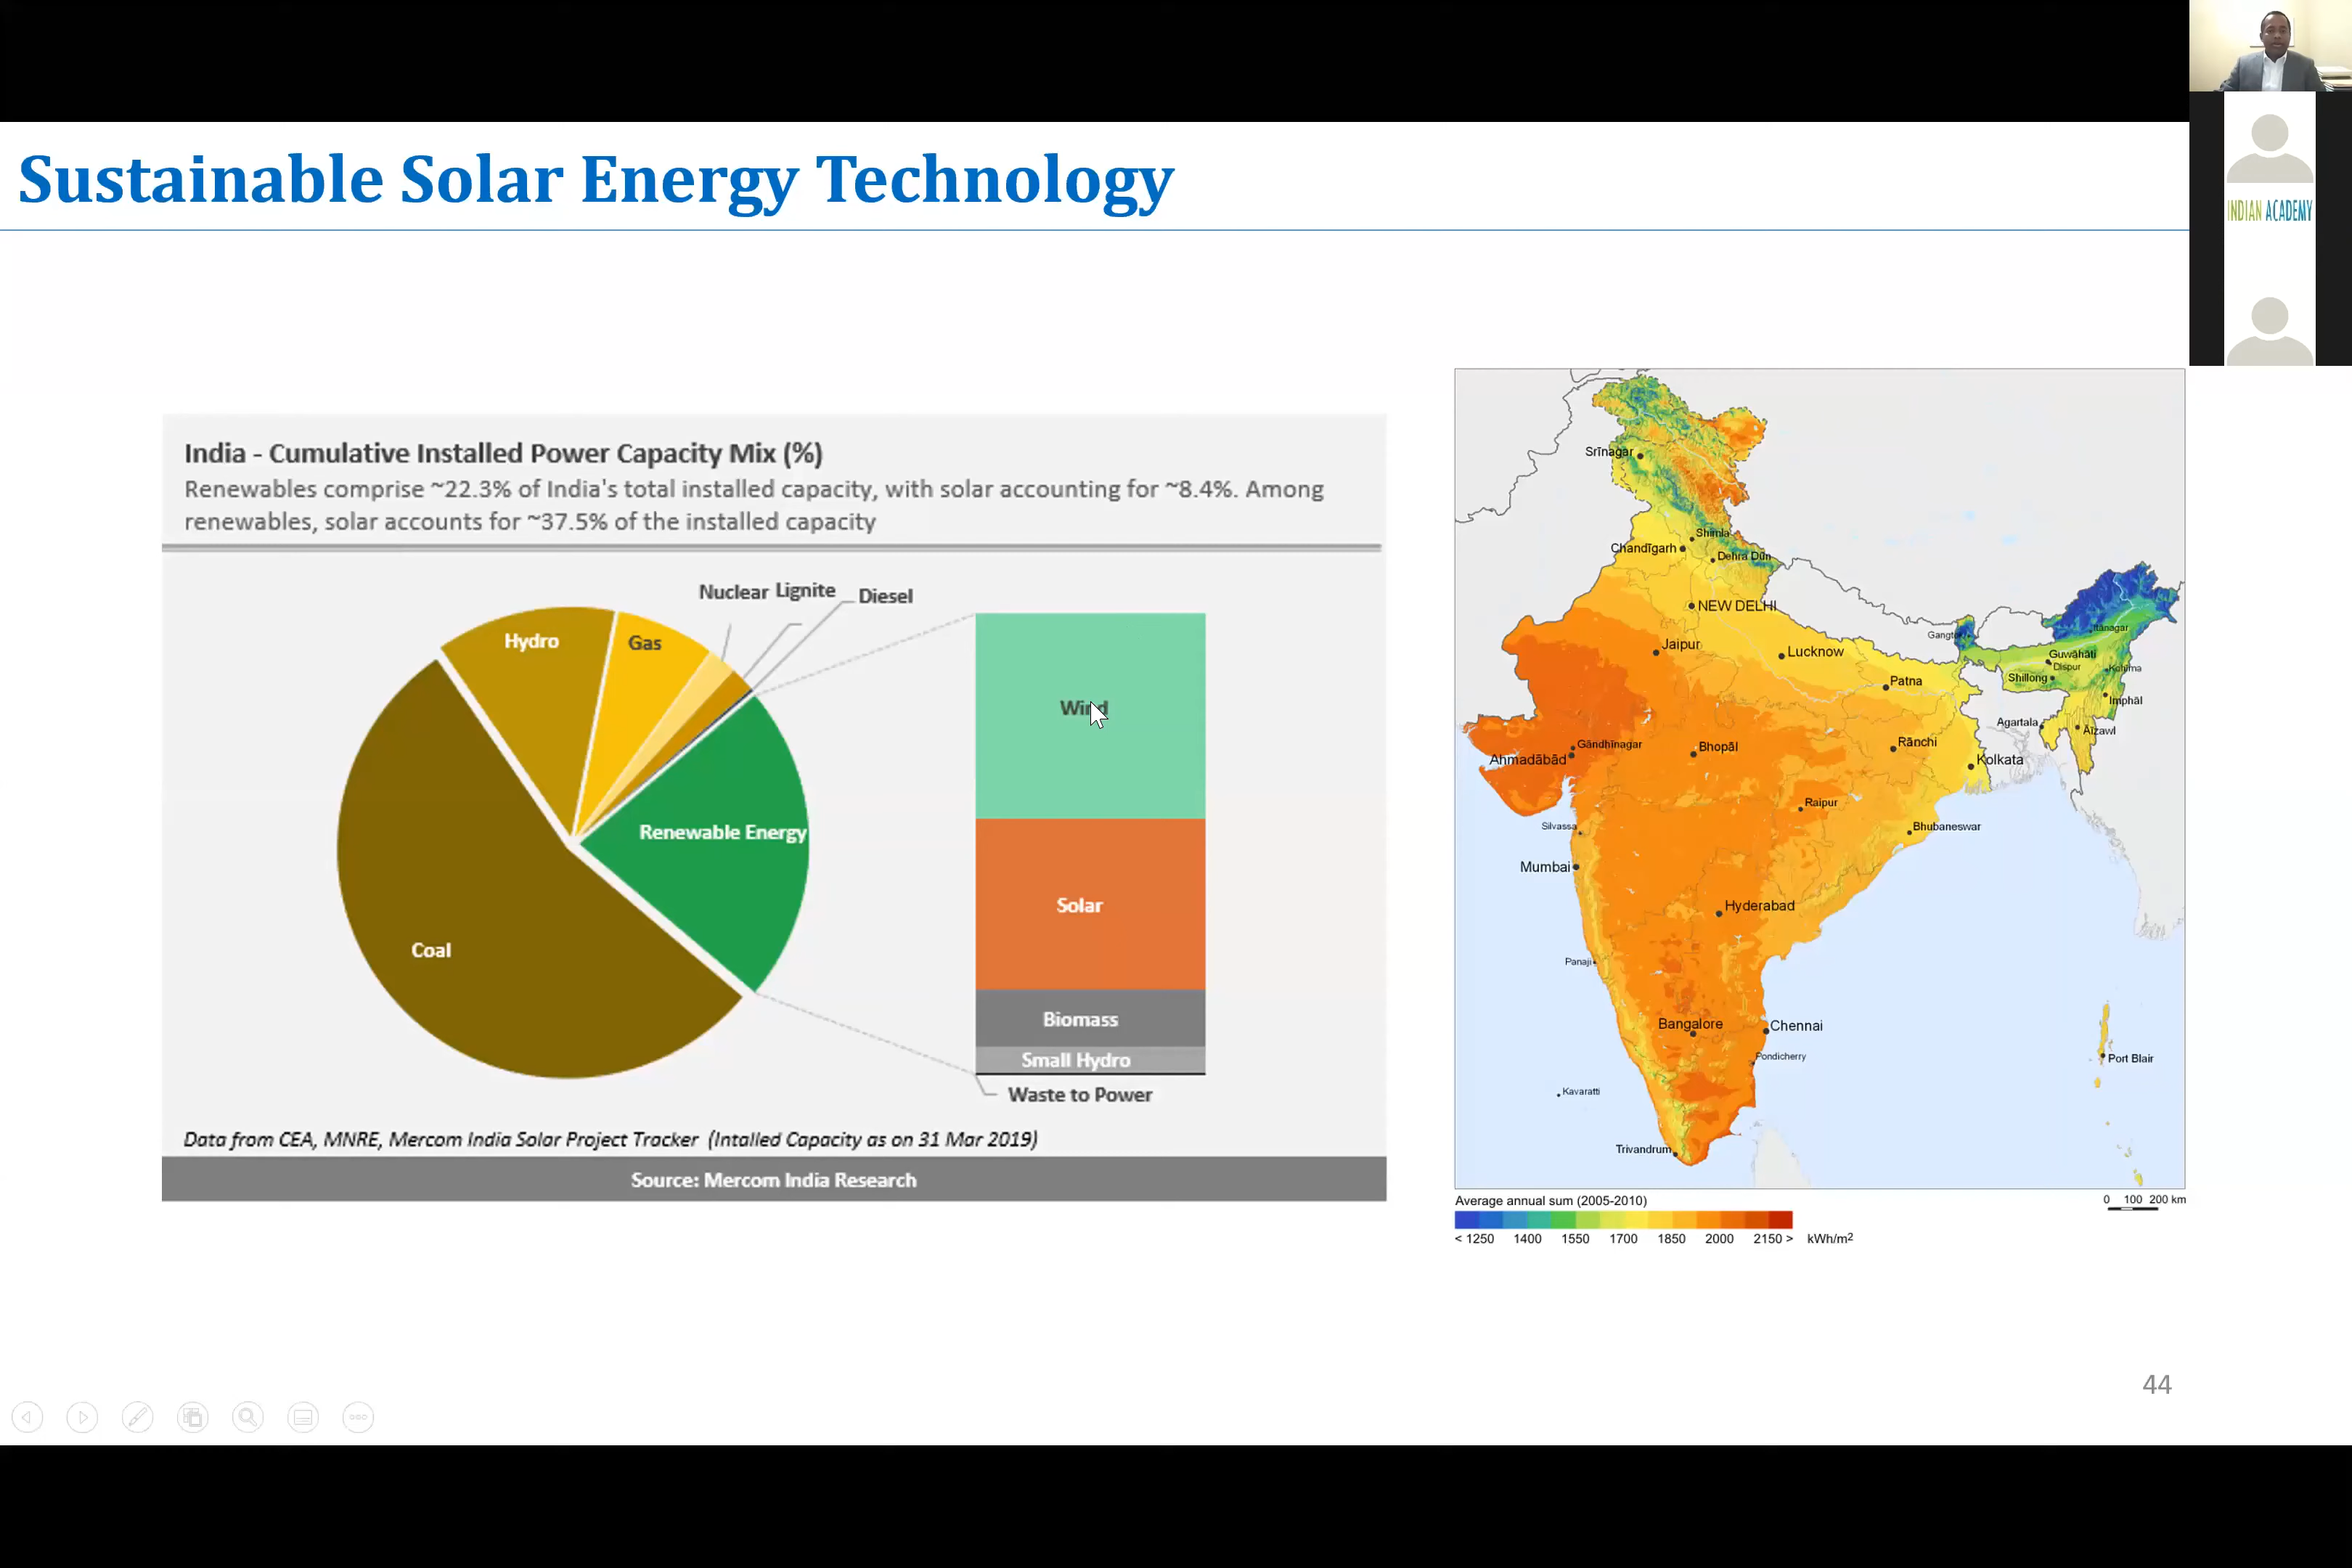 Sustainable Solar Energy Technology
INDIAN ACADEMY
India - Cumulative Installed Power Capacity Mix (%)
Renewables comprise ~22.3% of India's total installed capacity, with solar accounting for ~8.4%. Among
renewables, solar accounts for ~37.5% of the installed capacity
Nuclear
Lignite
Diesel
Hydro
Gas
Renewable Energy
Coal
Wind
Solar
Biomass
Small Hydro
Waste to Power
Data from CEA, MNRE, Mercom India Solar Project Tracker (Intalled Capacity as on 31 Mar 2019)
Source: Mercom India Research
Srīnagar
Shimla
Chandīgarh
Dehra Dūn
NEW DELHI
Jaipur
Lucknow
Gangtok
Itānagar
Guwāhāti
Dispur
Kohīma
Shillong
Patna
Imphāl
Agartala
Āīzawl
Gāndhīnagar
Ahmadābād
Bhopāl
Rānchi
Kolkata
Raipur
Silvassa
Bhubaneswar
Mumbai
Hyderabad
Panaji
Bangalore
Chennai
Pondicherry
Port Blair
Kavaratti
Trivandrum
Average annual sum (2005-2010)
0 100 200 km
< 1250 1400 1550 1700 1850 2000 2150 > kWh/m²
44